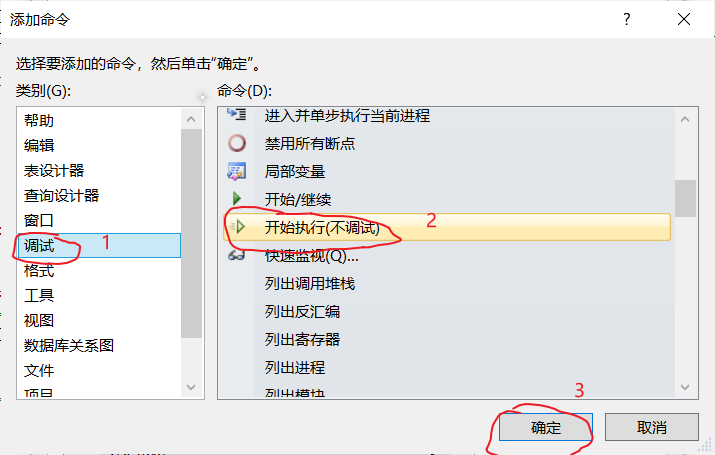 添加命令
选择要添加的命令，然后单击“确定”。
类别(G):
命令(D):
帮助
编辑
表设计器
查询设计器
窗口
调试
1
格式
工具
视图
数据库关系图
文件
项目
进入并单步执行当前进程
禁用所有断点
局部变量
开始/继续
开始执行(不调试)
2
快速监视(Q)...
列出调用堆栈
列出反汇编
列出寄存器
列出进程
列出模块
3
确定
取消